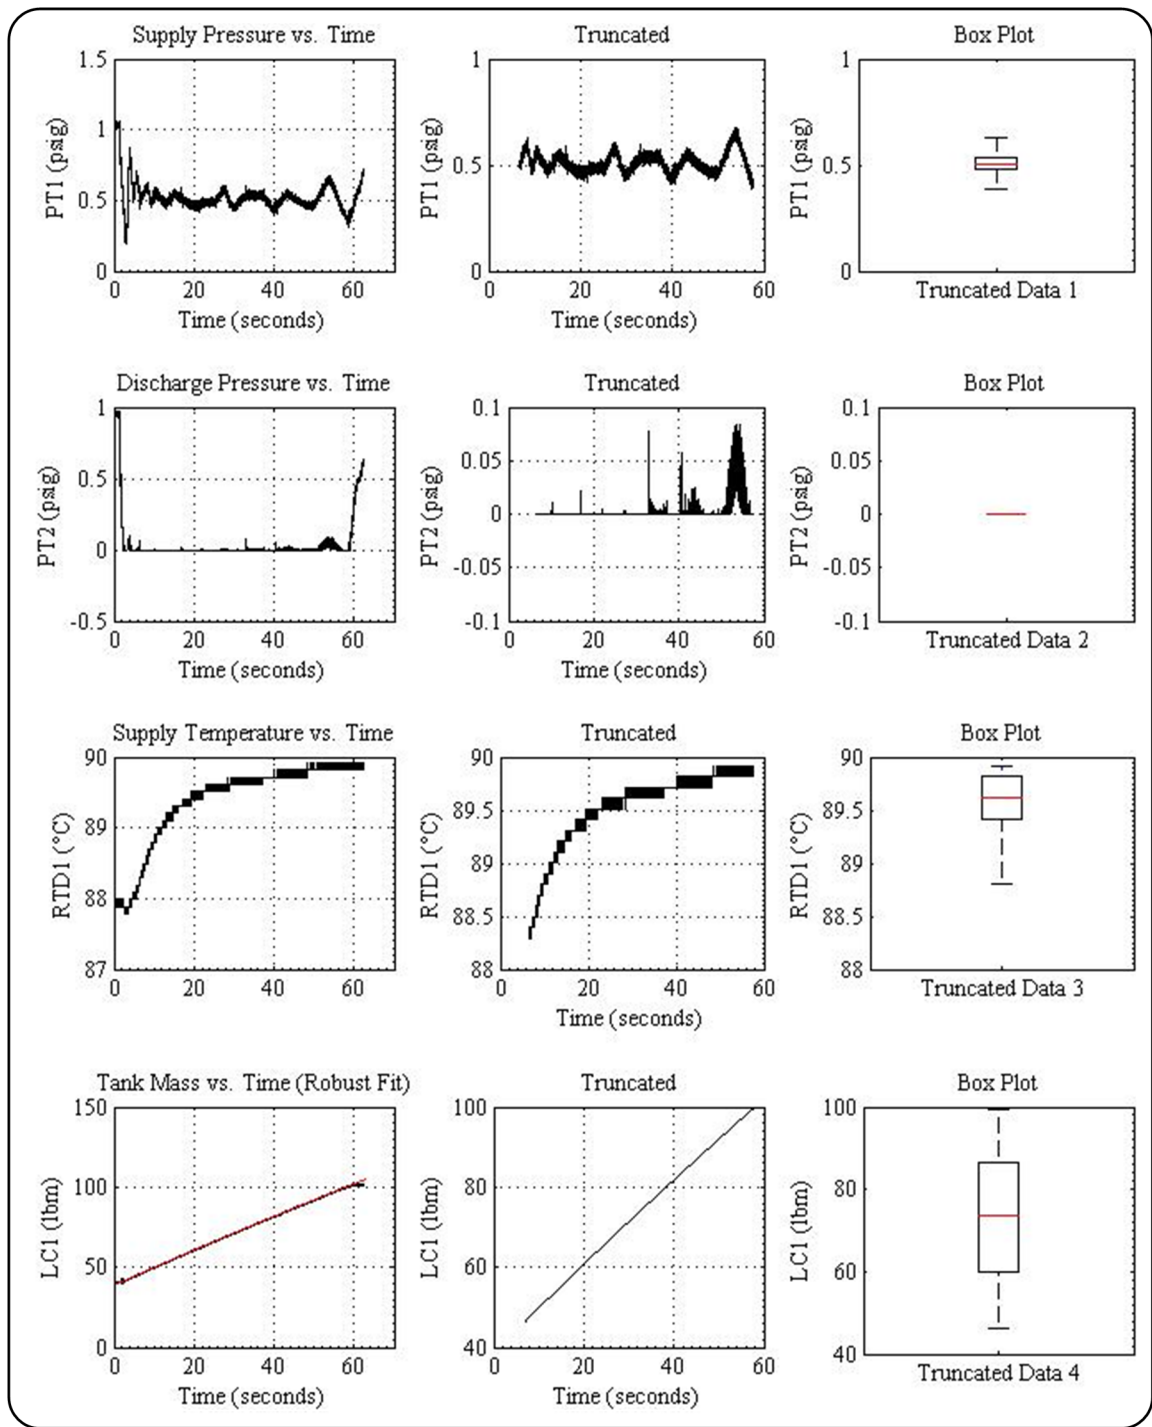 Supply Pressure vs. Time
Truncated
Box Plot
1.5
1
0.5
0
PT1 (psig)
0 20 40 60
Time (seconds)
1
0.5
0
PT1 (psig)
0 20 40 60
Time (seconds)
1
0.5
0
PT1 (psig)
Truncated Data 1
Discharge Pressure vs. Time
Truncated
Box Plot
1
0.5
0
-0.5
PT2 (psig)
0 20 40 60
Time (seconds)
0.1
0.05
0
-0.05
-0.1
PT2 (psig)
0 20 40 60
Time (seconds)
0.1
0.05
0
-0.05
-0.1
PT2 (psig)
Truncated Data 2
Supply Temperature vs. Time
Truncated
Box Plot
90
89
88
87
RTD1 (°C)
0 20 40 60
90
89.5
89
88.5
88
RTD1 (°C)
0 20 40 60
Time (seconds)
90
89.5
89
88.5
88
RTD1 (°C)
Truncated Data 3
Tank Mass vs. Time (Robust Fit)
Truncated
Box Plot
150
100
50
0
LC1 (lbm)
0 20 40 60
Time (seconds)
100
80
60
40
LC1 (lbm)
0 20 40 60
Time (seconds)
100
80
60
40
LC1 (lbm)
Truncated Data 4